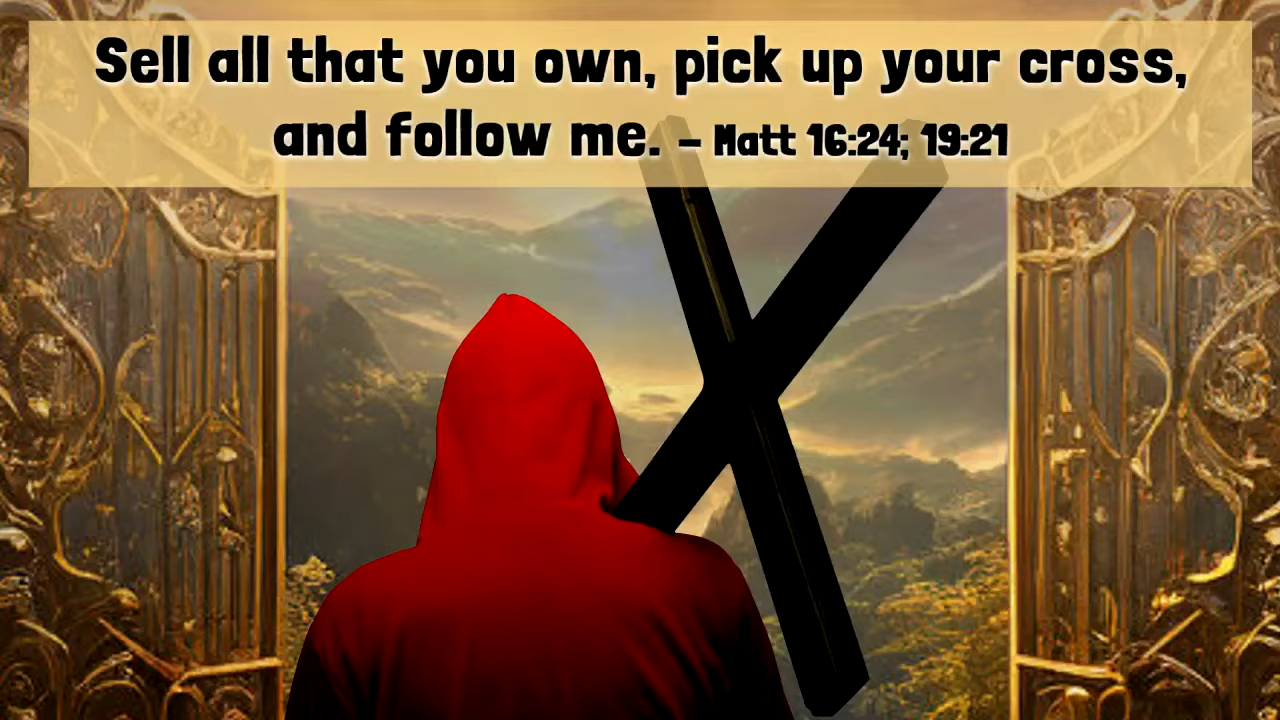 Sell all that you own, pick up your cross,
and follow me. – Matt 16:24; 19:21